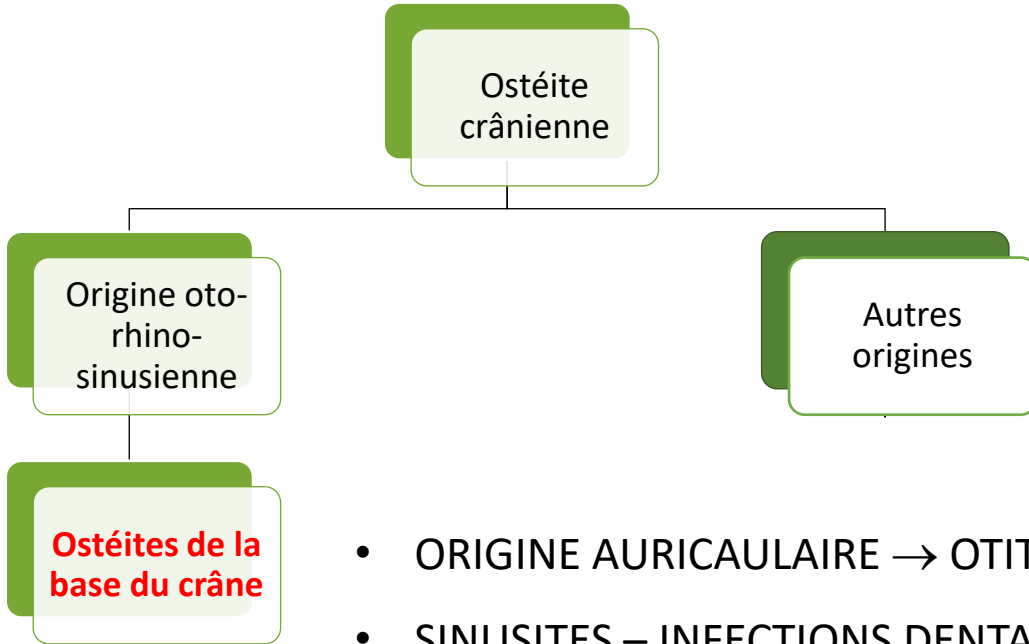 Ostéite
crânienne
Origine oto-
rhino-
sinusienne
Autres
origines
Ostéites de la
base du crâne
• ORIGINE AURICAULAIRE → OTIT
• SINUSITES – INFECTIONS DENTA